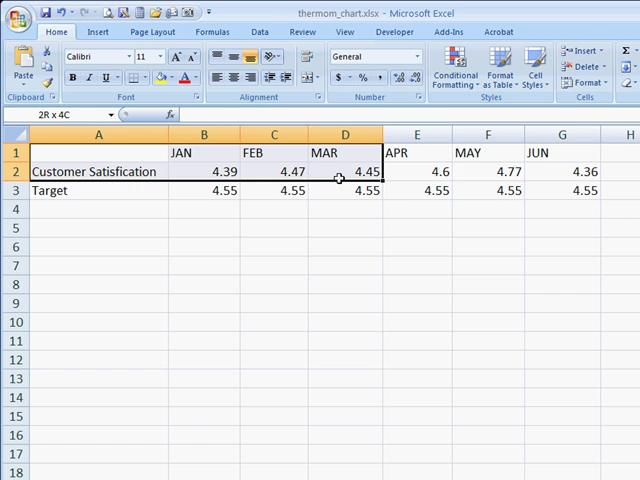 thermom_chart.xlsx - Microsoft Excel
Home Insert Page Layout Formulas Data Review View Developer Add-Ins Acrobat
Calibri 11 A A General Insert Σ
Paste B I U A $ % , Conditional Formatting Format as Table Cell Styles Delete
Format
Clipboard Font Alignment Number Styles Cells
2R x 4C fx
A B C D E F G H
1 JAN FEB MAR APR MAY JUN
2 Customer Satisfication 4.39 4.47 4.45 4.6 4.77 4.36
3 Target 4.55 4.55 4.55 4.55 4.55 4.55
4
5
6
7
8
9
10
11
12
13
14
15
16
17
18